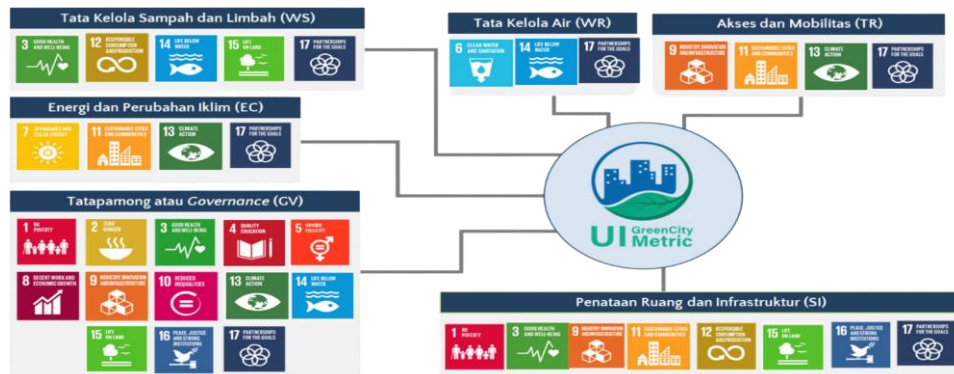 Tata Kelola Sampah dan Limbah (WS)
3 GOOD HEALTH AND WELL-BEING
12 RESPONSIBLE CONSUMPTION AND PRODUCTION
14 LIFE BELOW WATER
15 LIFE ON LAND
17 PARTNERSHIPS FOR THE GOALS
Tata Kelola Air (WR)
6 CLEAN WATER AND SANITATION
14 LIFE BELOW WATER
17 PARTNERSHIPS FOR THE GOALS
Akses dan Mobilitas (TR)
9 INDUSTRY, INNOVATION AND INFRASTRUCTURE
11 SUSTAINABLE CITIES AND COMMUNITIES
13 CLIMATE ACTION
17 PARTNERSHIPS FOR THE GOALS
Energi dan Perubahan Iklim (EC)
7 AFFORDABLE AND CLEAN ENERGY
11 SUSTAINABLE CITIES AND COMMUNITIES
13 CLIMATE ACTION
17 PARTNERSHIPS FOR THE GOALS
Tatapamong atau Governance (GV)
1 NO POVERTY
2 ZERO HUNGER
3 GOOD HEALTH AND WELL-BEING
4 QUALITY EDUCATION
5 GENDER EQUALITY
8 DECENT WORK AND ECONOMIC GROWTH
9 INDUSTRY, INNOVATION AND INFRASTRUCTURE
10 REDUCED INEQUALITIES
13 CLIMATE ACTION
14 LIFE BELOW WATER
15 LIFE ON LAND
16 PEACE, JUSTICE AND STRONG INSTITUTIONS
17 PARTNERSHIPS FOR THE GOALS
UI GreenCity Metric
Penataan Ruang dan Infrastruktur (SI)
1 NO POVERTY
3 GOOD HEALTH AND WELL-BEING
9 INDUSTRY, INNOVATION AND INFRASTRUCTURE
11 SUSTAINABLE CITIES AND COMMUNITIES
12 RESPONSIBLE CONSUMPTION AND PRODUCTION
15 LIFE ON LAND
16 PEACE, JUSTICE AND STRONG INSTITUTIONS
17 PARTNERSHIPS FOR THE GOALS